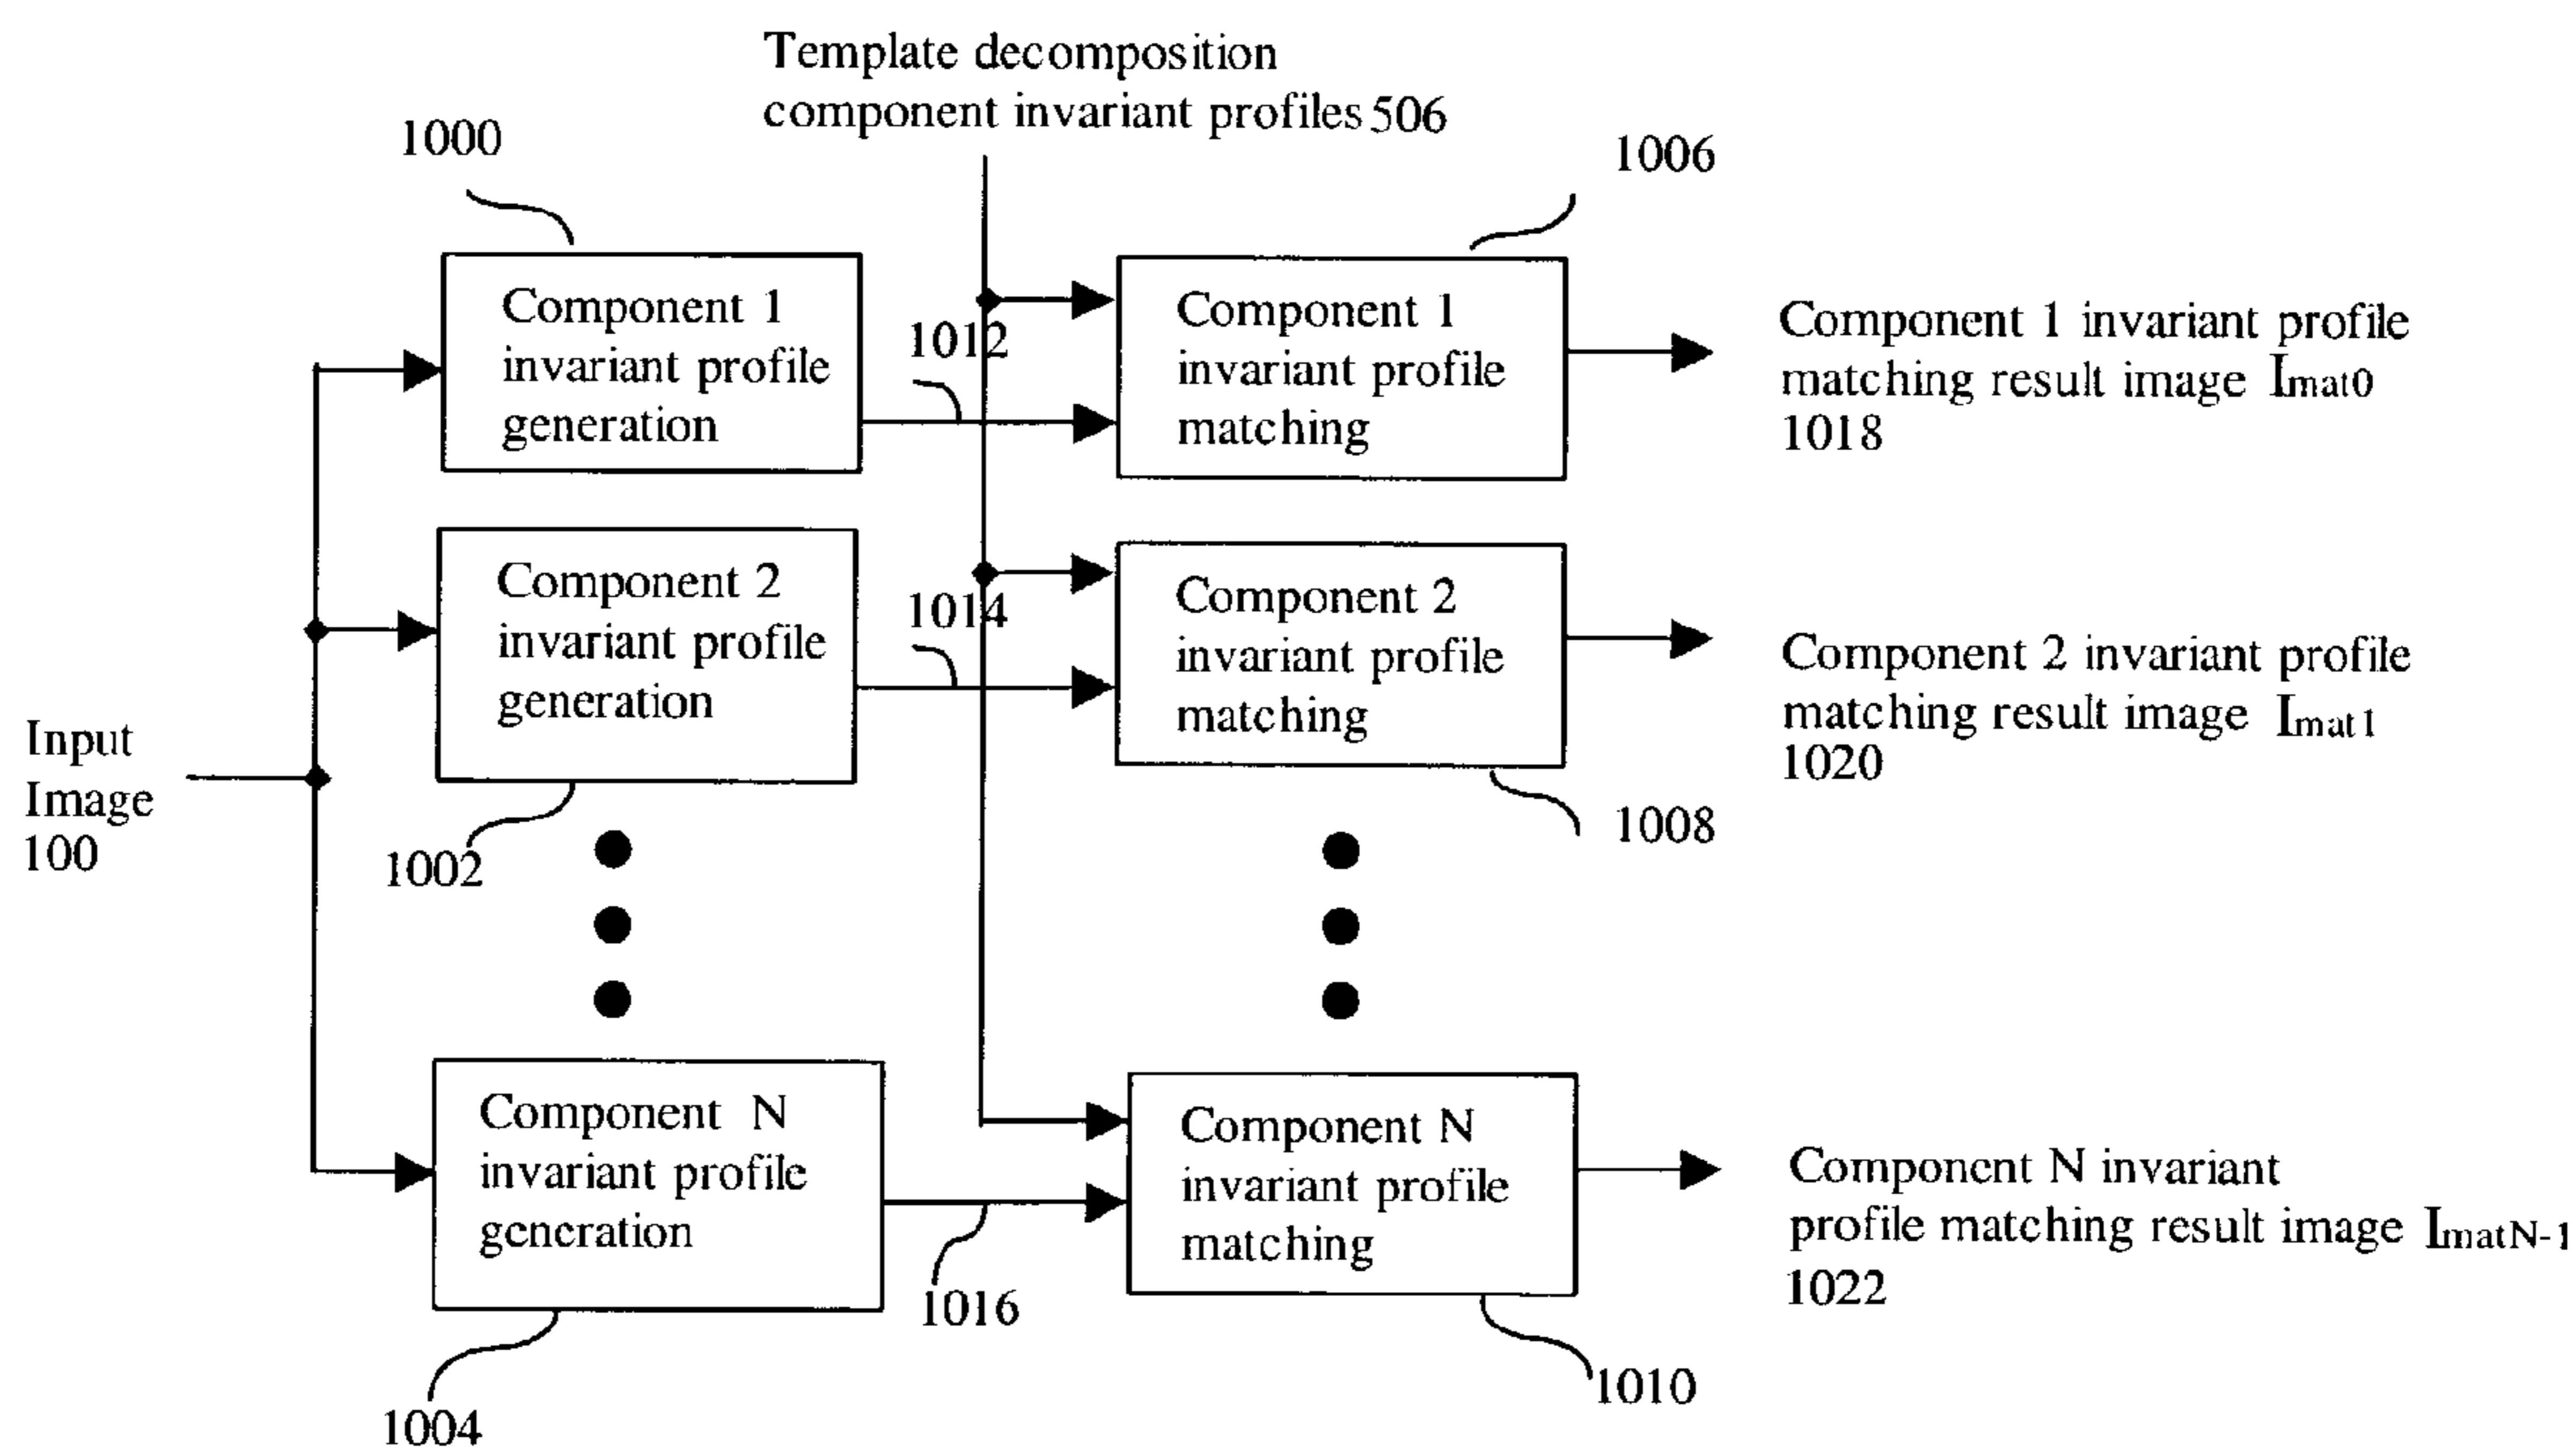 Template decomposition
component invariant profiles 506
1000
1006
Component 1
invariant profile
generation
1012
Component 1
invariant profile
matching
Component 1 invariant profile
matching result image Imat0
1018
Component 2
invariant profile
generation
1014
Component 2
invariant profile
matching
Component 2 invariant profile
matching result image Imat1
1020
Input
Image
100
1002
1008
Component N
invariant profile
generation
1016
Component N
invariant profile
matching
Component N invariant
profile matching result image ImatN-1
1022
1004
1010